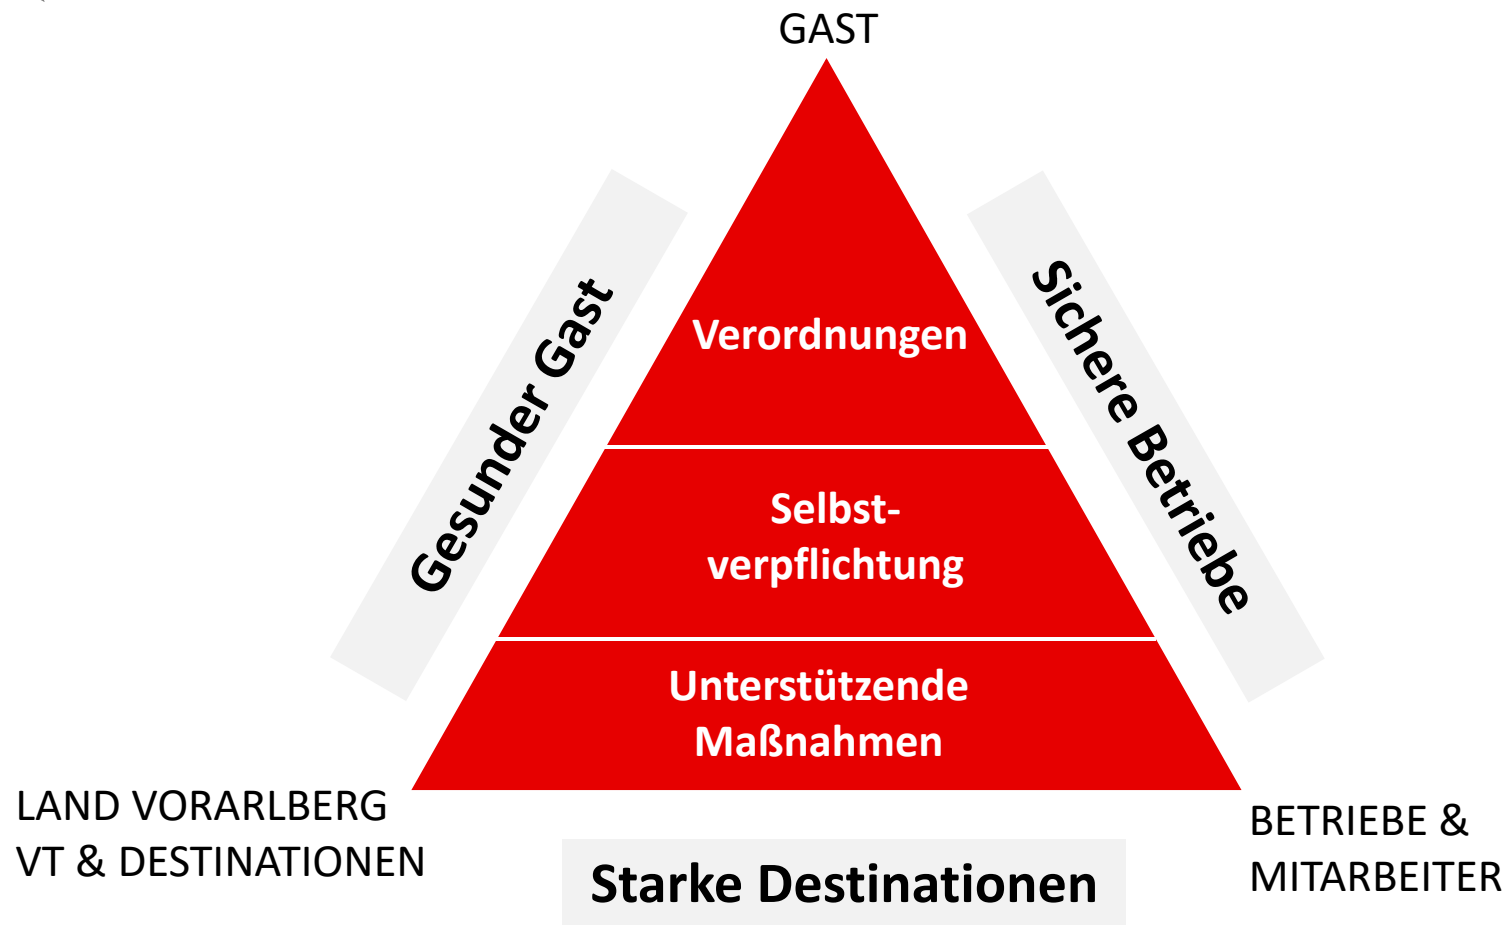 GAST
Gesunder Gast
Sichere Betriebe
Verordnungen
Selbst-
verpflichtung
Unterstützende
Maßnahmen
LAND VORARLBERG
VT & DESTINATIONEN
BETRIEBE &
MITARBEITER
Starke Destinationen